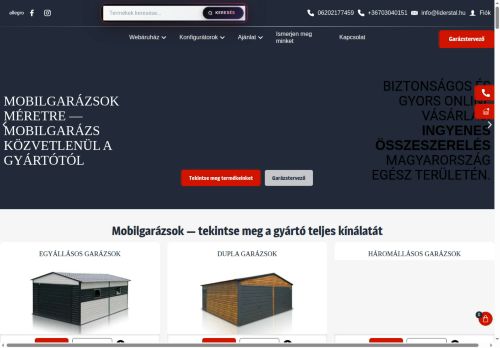 allegro
Termékek keresése...
KERESÉS
06202177459
+36703040151
info@liderstal.hu
Fiók
Webáruház
Konfigurátorok
Ajánlat
Ismerjen meg
minket
Kapcsolat
Garázstervező
MOBILGARÁZSOK
MÉRETRE —
MOBILGARÁZS
KÖZVETLENÜL A
GYÁRTÓTÓL
BIZTONSÁGOS ÉS
GYORS ONLINE
VÁSÁRLÁS
INGYENES
ÖSSZESZERELÉS
MAGYARORSZÁG
EGÉSZ TERÜLETÉN.
Tekintse meg termékeinket
Garázstervező
Mobilgarázsok — tekintse meg a gyártó teljes kínálatát
EGYÁLLÁSOS GARÁZSOK
DUPLA GARÁZSOK
HÁROMÁLLÁSOS GARÁZSOK
0